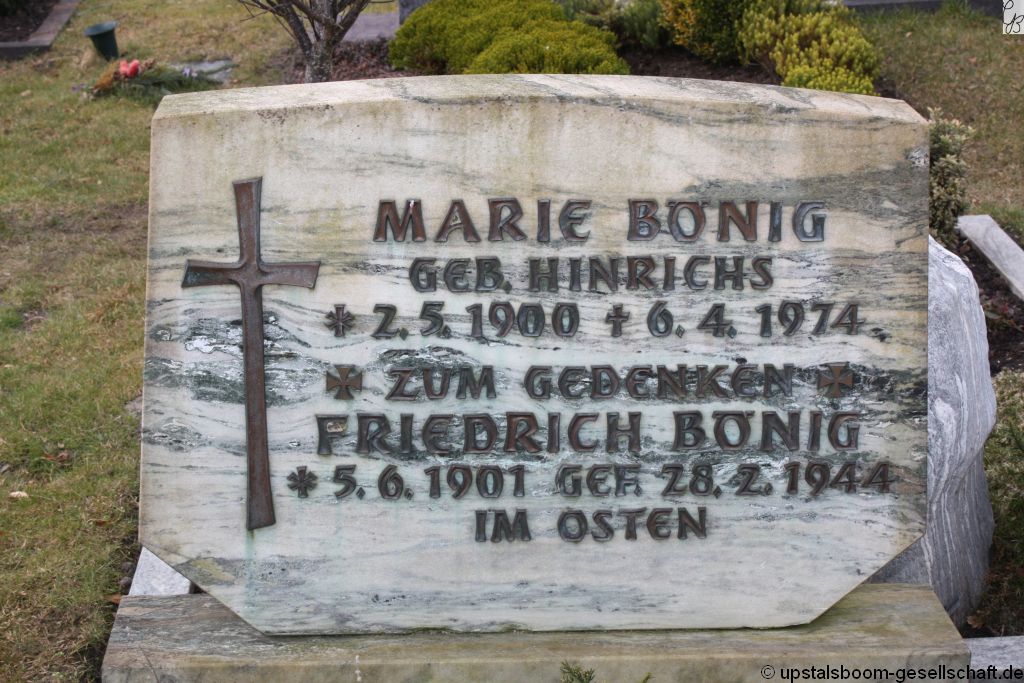 MARIE BÖNIG
GEB. HINRICHS
* 2. 5. 1900 ✝ 6. 4. 1974
✠ ZUM GEDENKEN ✠
FRIEDRICH BÖNIG
* 5. 6. 1901 GEF. 28. 2. 1944
IM OSTEN
© upstalsboom-gesellschaft.de